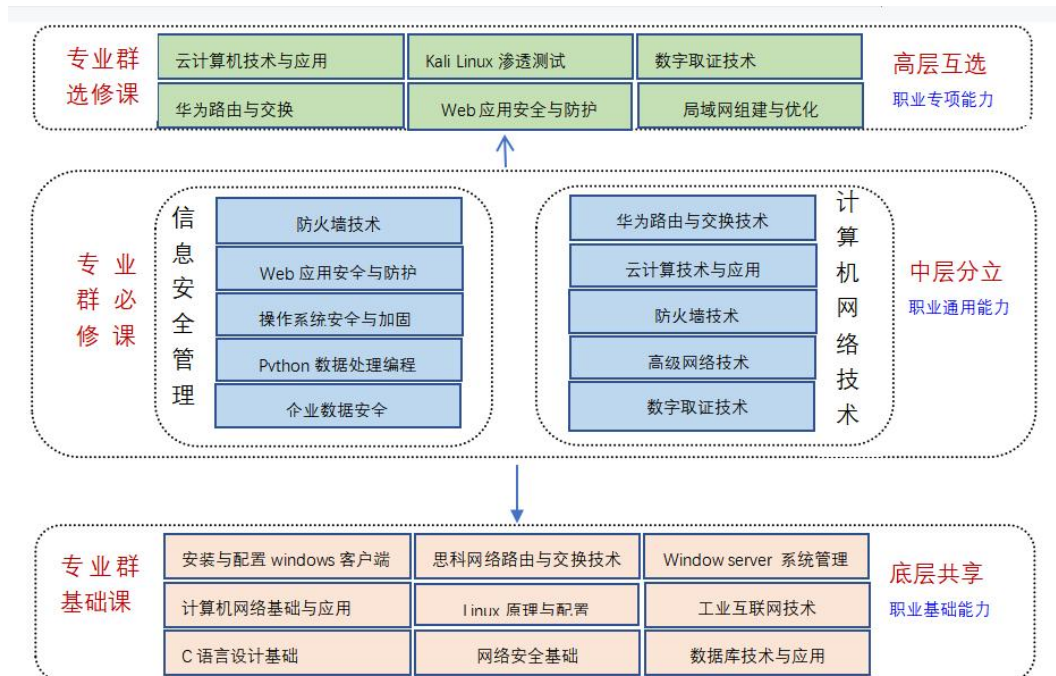 专业群
选修课
云计算机技术与应用
Kali Linux 渗透测试
数字取证技术
华为路由与交换
Web 应用安全与防护
局域网组建与优化
高层互选
职业专项能力
专 业
群 必
修 课
信息安全管理
防火墙技术
Web 应用安全与防护
操作系统安全与加固
Python 数据处理编程
企业数据安全
华为路由与交换技术
云计算技术与应用
防火墙技术
高级网络技术
数字取证技术
计算机网络技术
中层分立
职业通用能力
专业群
基础课
安装与配置 windows 客户端
思科网络路由与交换技术
Window server 系统管理
计算机网络基础与应用
Linux 原理与配置
工业互联网技术
C 语言设计基础
网络安全基础
数据库技术与应用
底层共享
职业基础能力